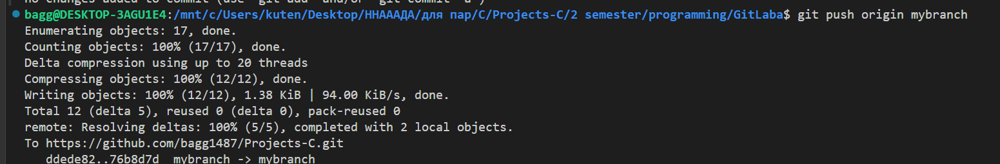 no changes added to commit (use "git add" and/or "git commit -a")
bagg@DESKTOP-3AGU1E4:/mnt/c/Users/kuten/Desktop/ННАААДА/для пар/C/Projects-C/2 semester/programming/GitLaba$ git push origin mybranch
Enumerating objects: 17, done.
Counting objects: 100% (17/17), done.
Delta compression using up to 20 threads
Compressing objects: 100% (12/12), done.
Writing objects: 100% (12/12), 1.38 KiB | 94.00 KiB/s, done.
Total 12 (delta 5), reused 0 (delta 0), pack-reused 0
remote: Resolving deltas: 100% (5/5), completed with 2 local objects.
To https://github.com/bagg1487/Projects-C.git
ddede82..76b8d7d mybranch -> mybranch